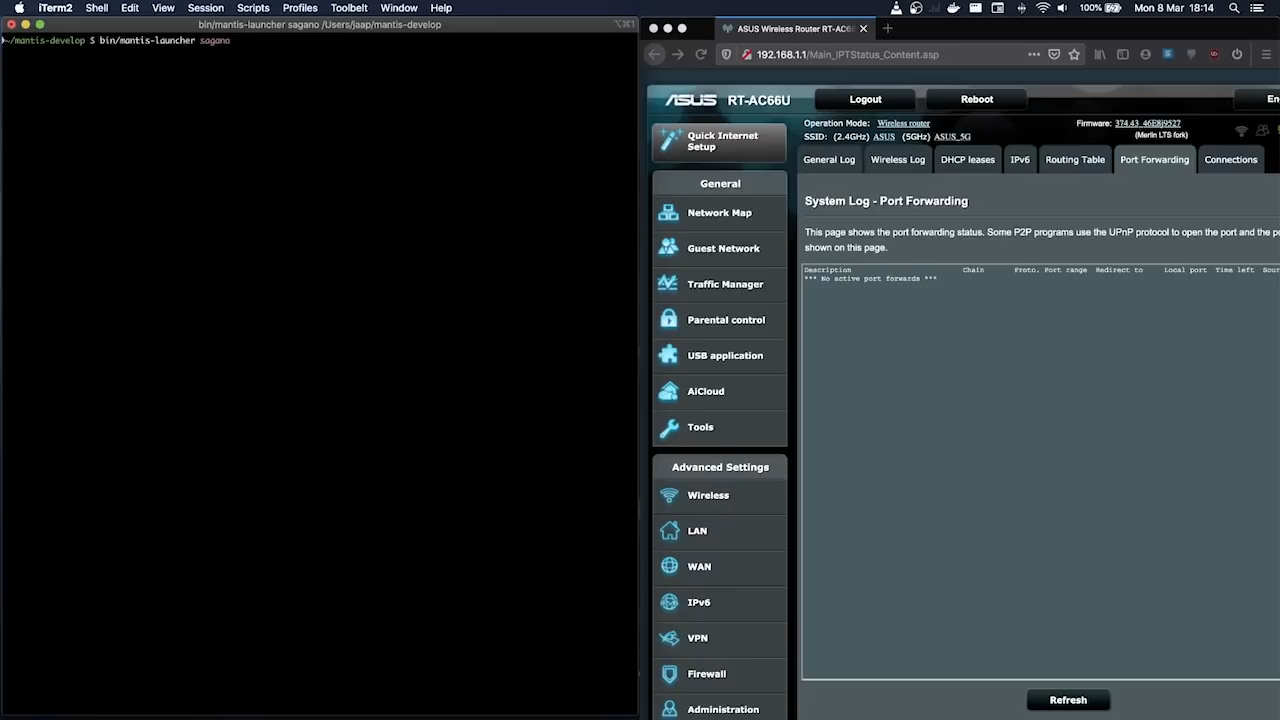 iTerm2 Shell Edit View Session Scripts Profiles Toolbelt Window Help
100% Mon 8 Mar 18:14
bin/mantis-launcher sagano /Users/jaap/mantis-develop
⌥⌘1
~/mantis-develop $ bin/mantis-launcher sagano
ASUS Wireless Router RT-AC66
192.168.1.1/Main_IPTStatus_Content.asp
ASUS RT-AC66U
Logout
Reboot
En
Quick Internet
Setup
General
Network Map
Guest Network
Traffic Manager
Parental control
USB application
AiCloud
Tools
Advanced Settings
Wireless
LAN
WAN
IPv6
VPN
Firewall
Administration
Operation Mode: Wireless router
Firmware: 374.43_46E8j9527
SSID: (2.4GHz) ASUS (5GHz) ASUS_5G
(Merlin LTS fork)
General Log
Wireless Log
DHCP leases
IPv6
Routing Table
Port Forwarding
Connections
System Log - Port Forwarding
This page shows the port forwarding status. Some P2P programs use the UPnP protocol to open the port and the po
shown on this page.
Description Chain Proto. Port range Redirect to Local port Time left Sour
*** No active port forwards ***
Refresh